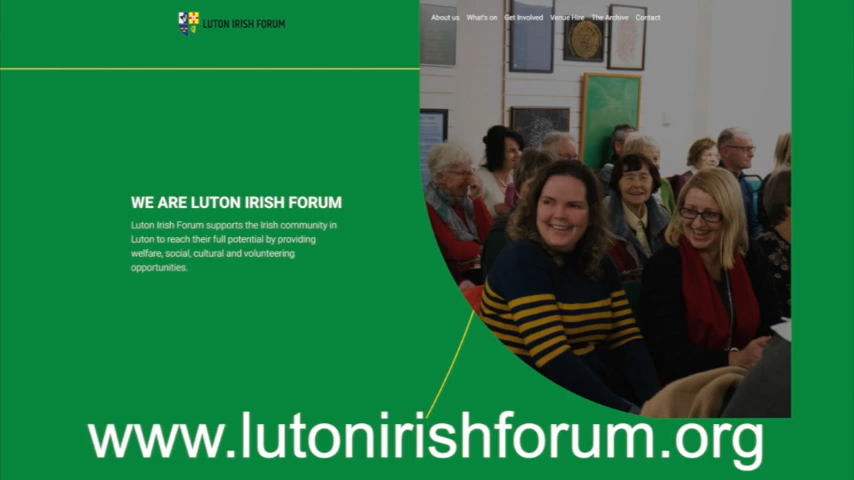 LUTON IRISH FORUM
About us What's on Get Involved Venue Hire The Archive Contact
WE ARE LUTON IRISH FORUM
Luton Irish Forum supports the Irish community in
Luton to reach their full potential by providing
welfare, social, cultural and volunteering
opportunities.
www.lutonirishforum.org